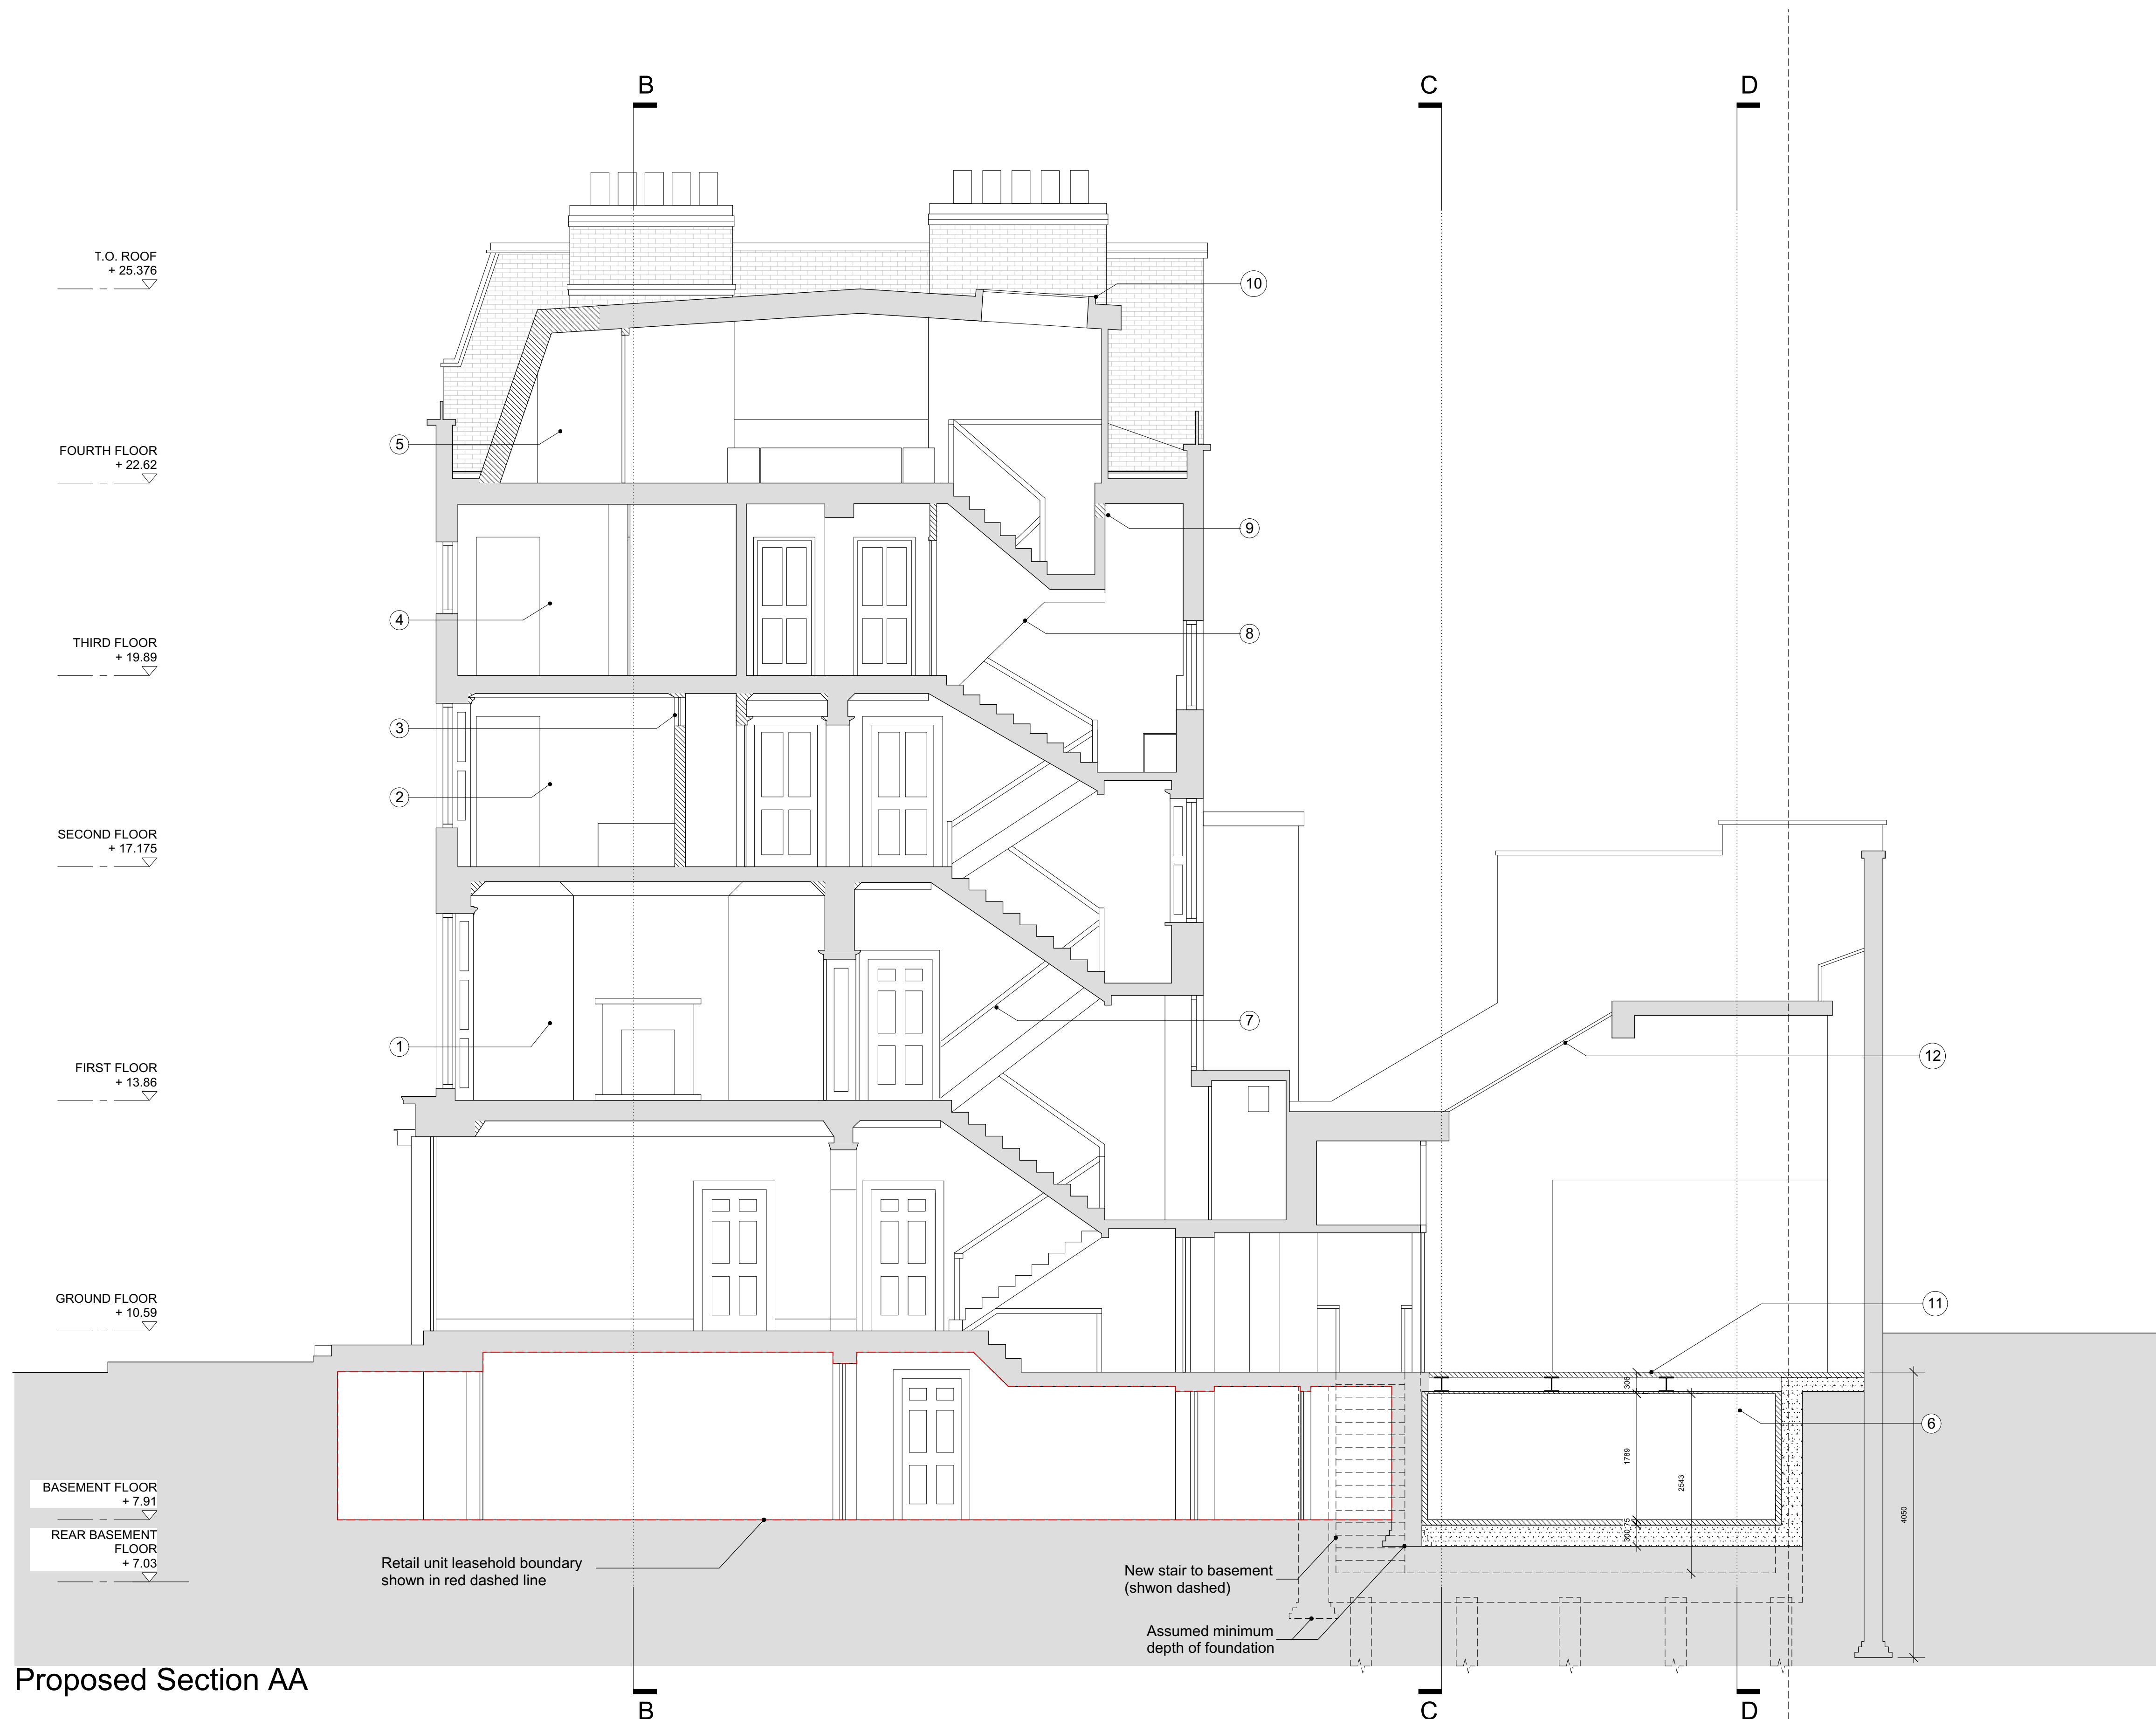 B
C
D
T.O. ROOF
+ 25.376
10
FOURTH FLOOR
+ 22.62
5
9
THIRD FLOOR
+ 19.89
4
8
3
2
SECOND FLOOR
+ 17.175
7
1
12
FIRST FLOOR
+ 13.86
GROUND FLOOR
+ 10.59
11
306
6
1789
2543
4050
75
300
BASEMENT FLOOR
+ 7.91
REAR BASEMENT
FLOOR
+ 7.03
Retail unit leasehold boundary
shown in red dashed line
New stair to basement
(shwon dashed)
Assumed minimum
depth of foundation
Proposed Section AA
B
C
D